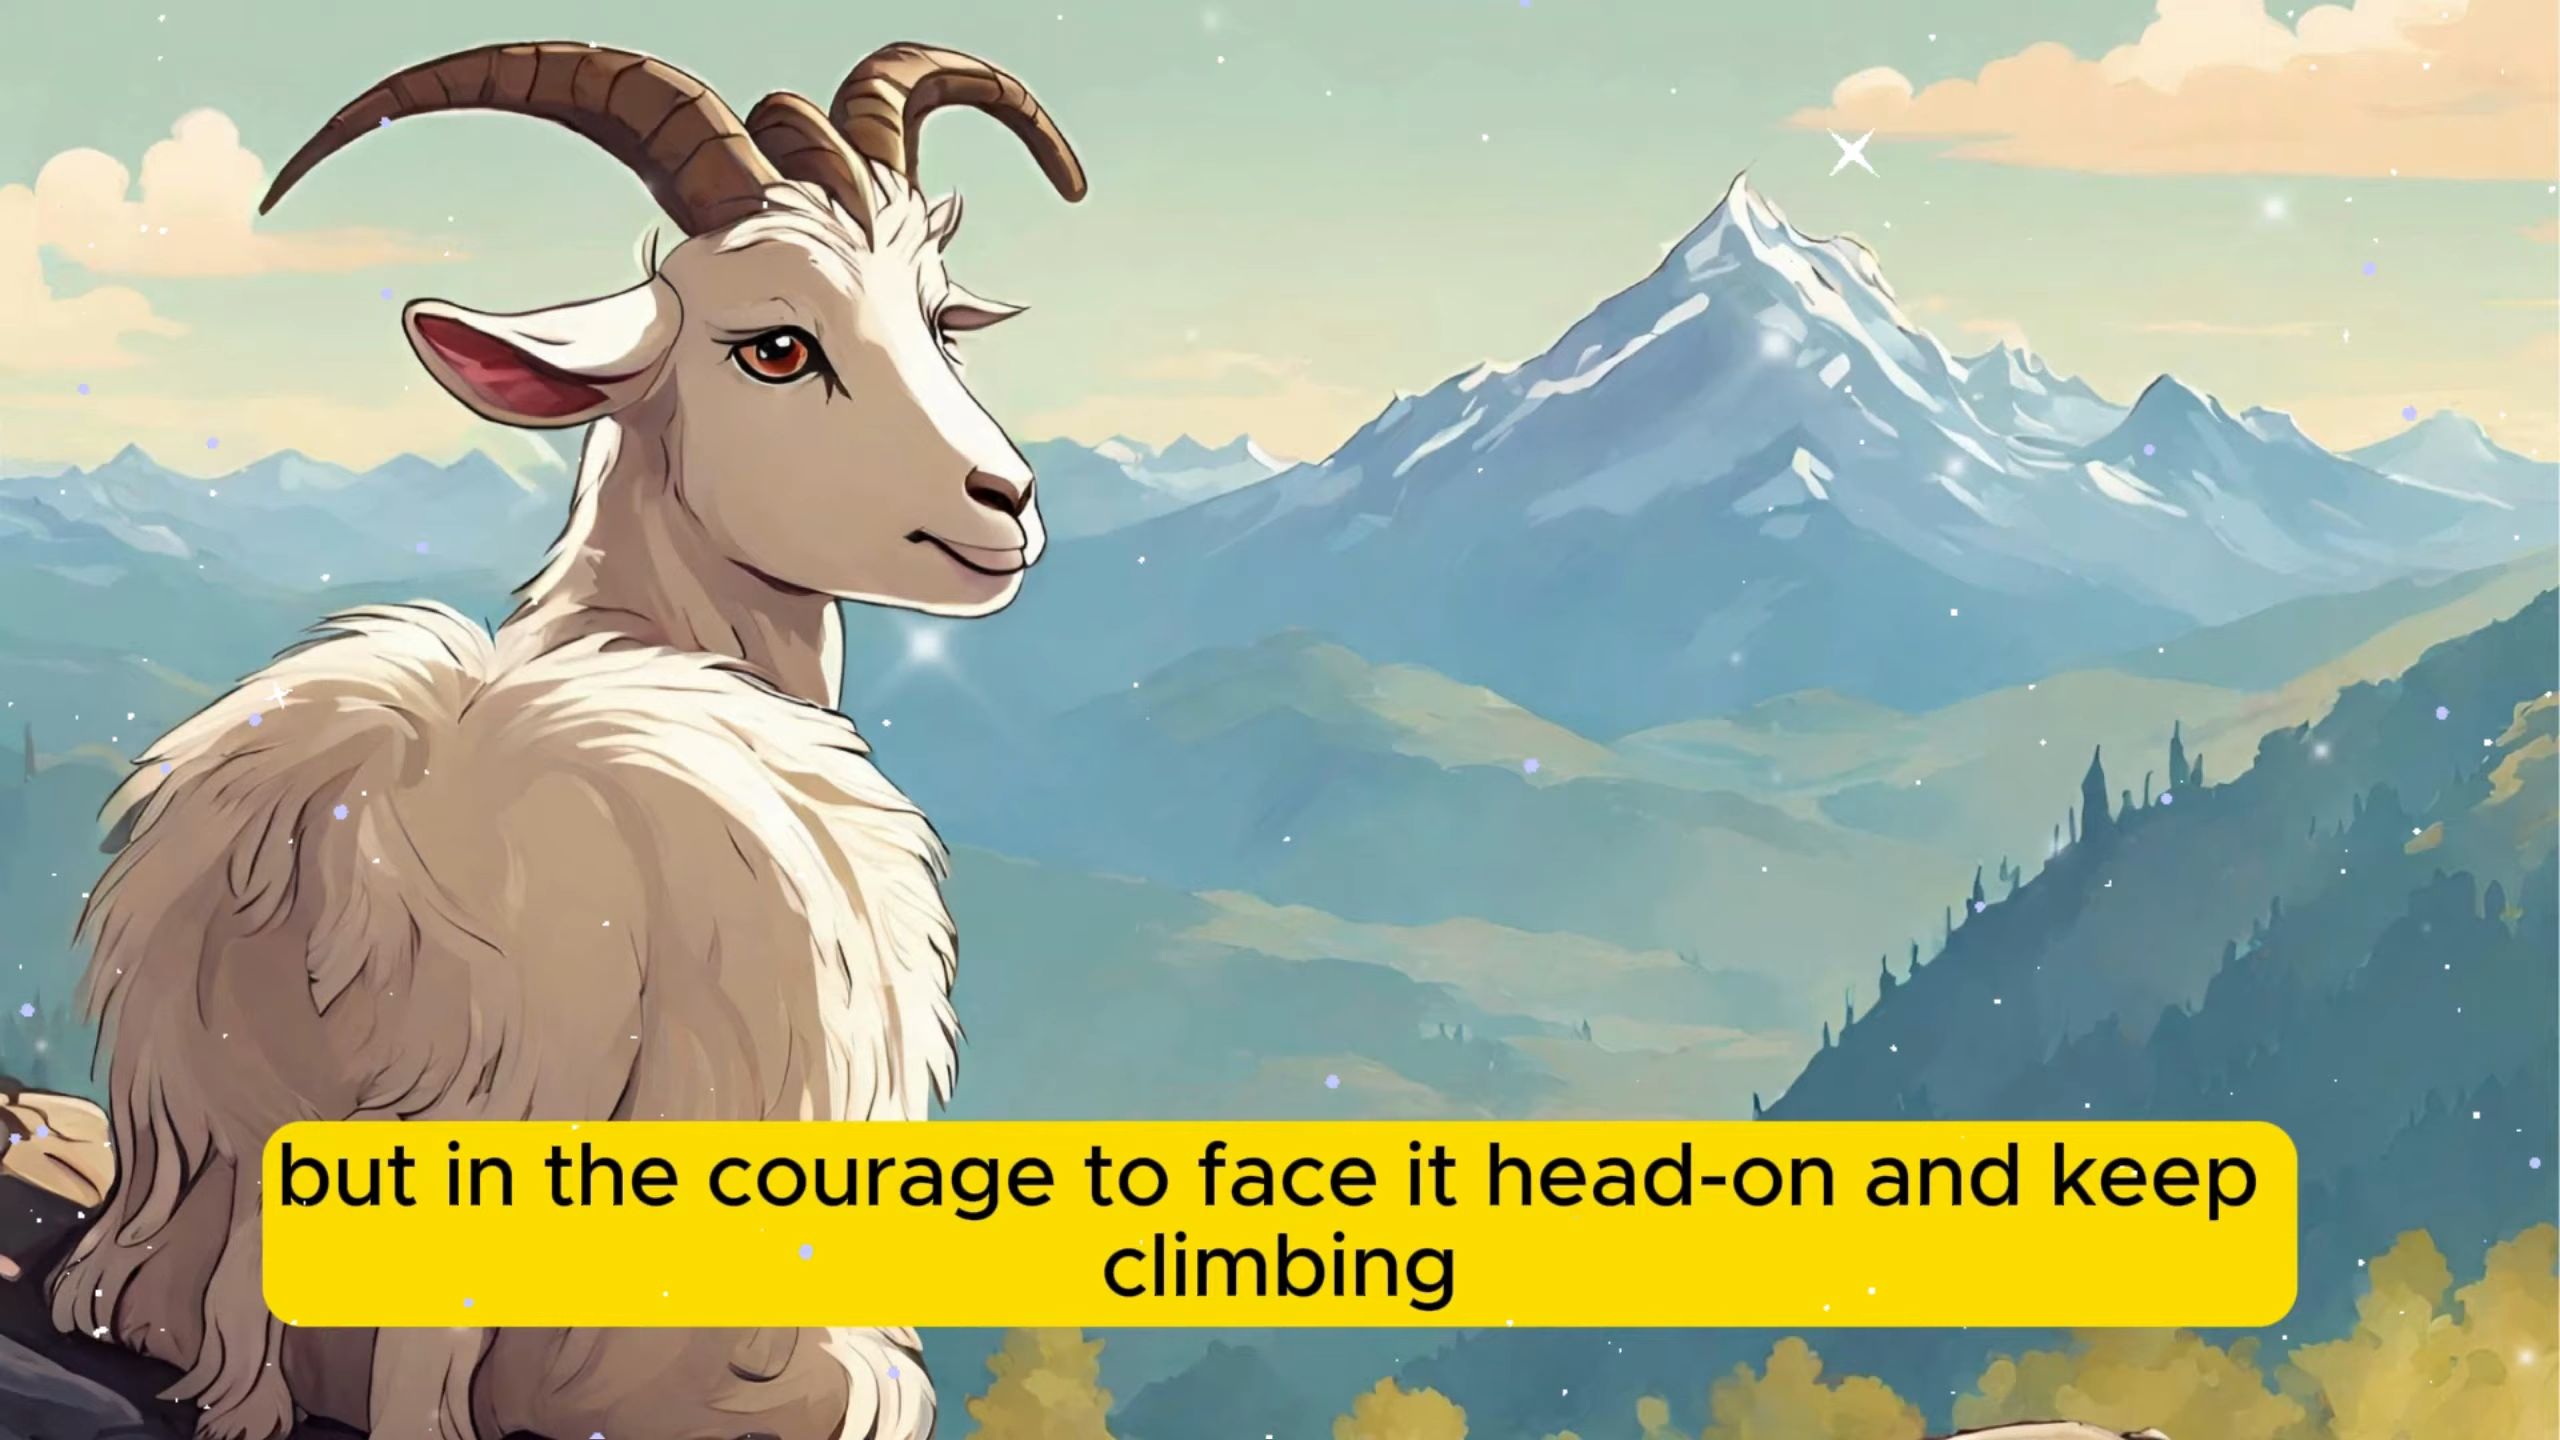 but in the courage to face it head-on and keep
climbing